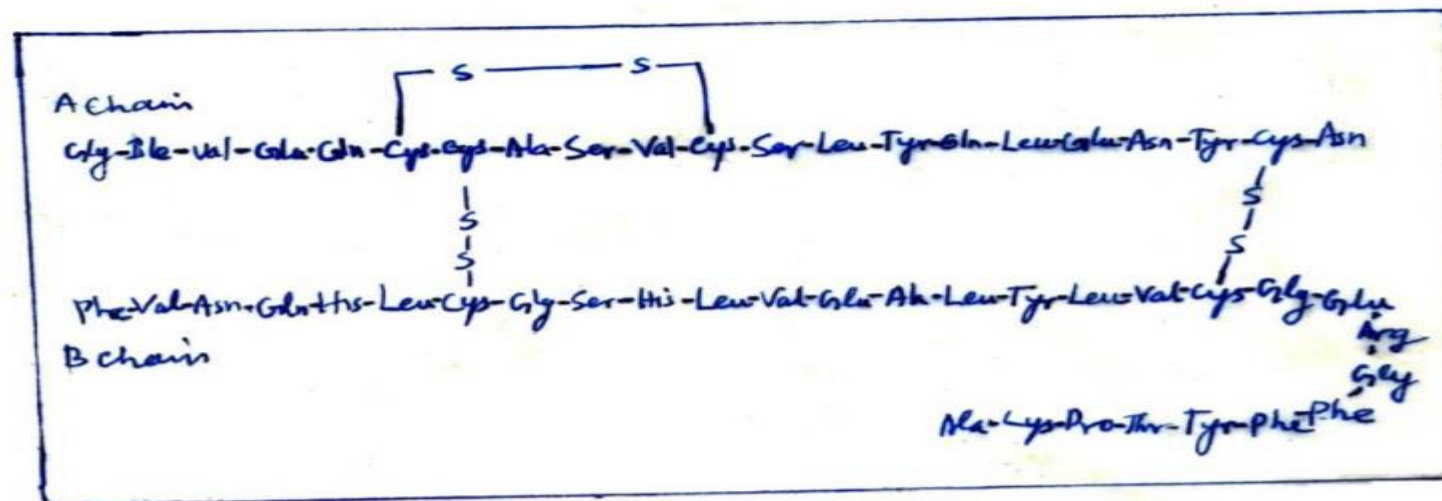 S S
A Chain
Gly-Ile-Val-Glu-Gln-Cys-Cys-Ala-Ser-Val-Cys-Ser-Leu-Tyr-Gln-Leu-Glu-Asn-Tyr-Cys-Asn
S S
S S
Phe-Val-Asn-Gln-His-Leu-Cys-Gly-Ser-His-Leu-Val-Glu-Ala-Leu-Tyr-Leu-Val-Cys-Gly-Glu
B chain
Arg
Gly
Ala-Lys-Pro-Thr-Tyr-Phe-Phe